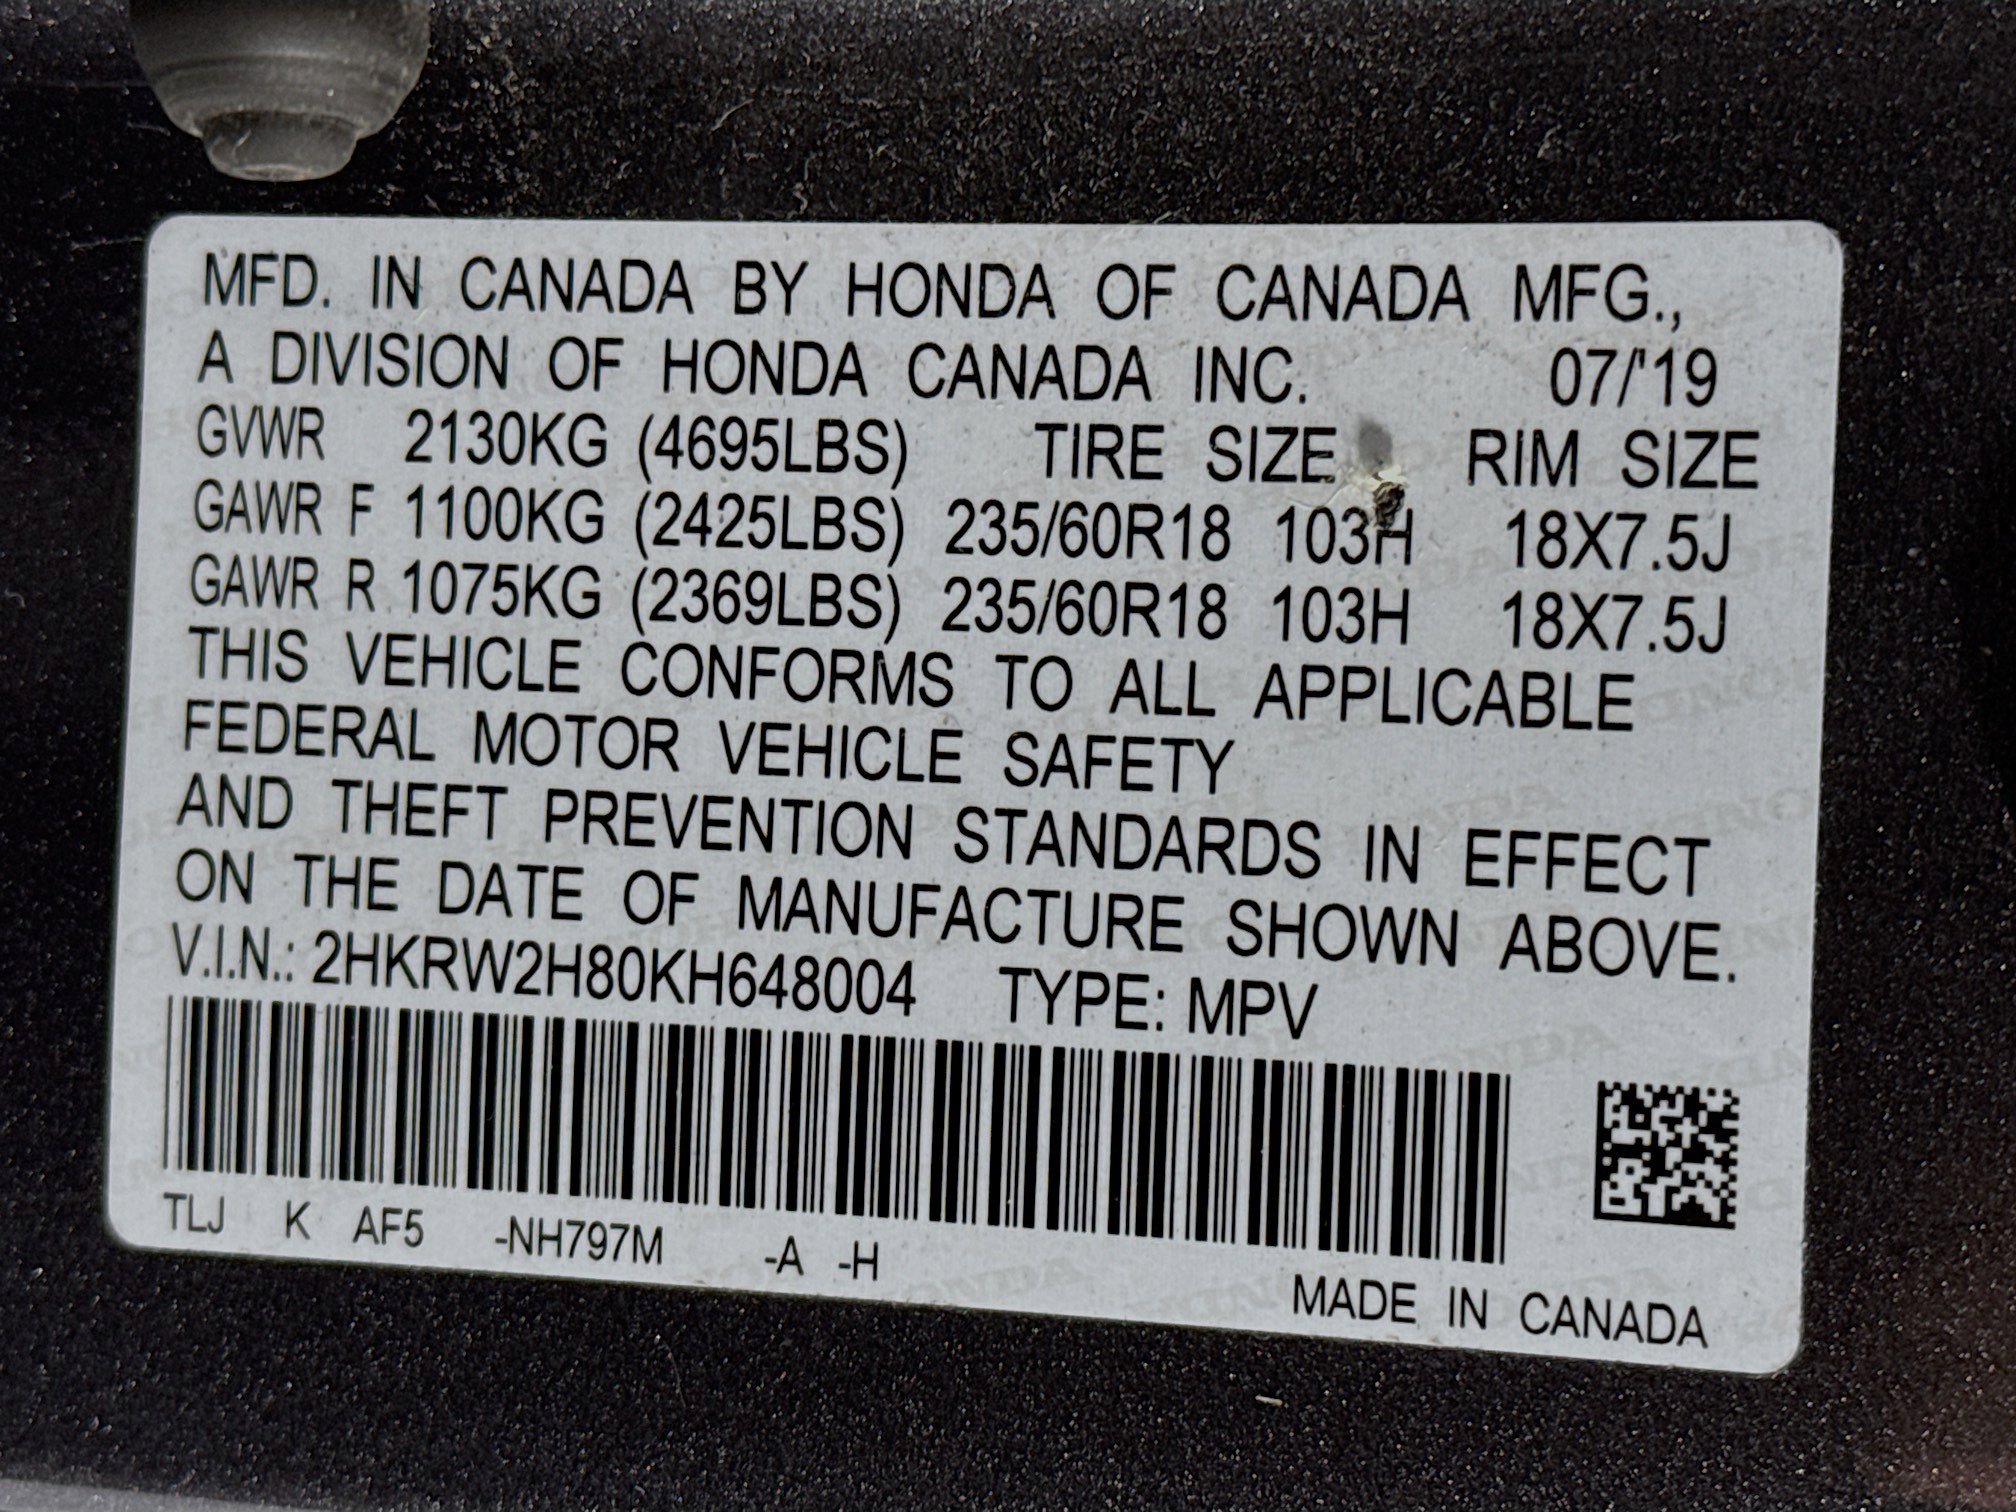 MFD. IN CANADA BY HONDA OF CANADA MFG.,
A DIVISION OF HONDA CANADA INC. 07/'19
GVWR 2130KG (4695LBS) TIRE SIZE RIM SIZE
GAWR F 1100KG (2425LBS) 235/60R18 103H 18X7.5J
GAWR R 1075KG (2369LBS) 235/60R18 103H 18X7.5J
THIS VEHICLE CONFORMS TO ALL APPLICABLE
FEDERAL MOTOR VEHICLE SAFETY
AND THEFT PREVENTION STANDARDS IN EFFECT
ON THE DATE OF MANUFACTURE SHOWN ABOVE.
V.I.N.: 2HKRW2H80KH648004 TYPE: MPV
TLJ K AF5 -NH797M -A -H
MADE IN CANADA